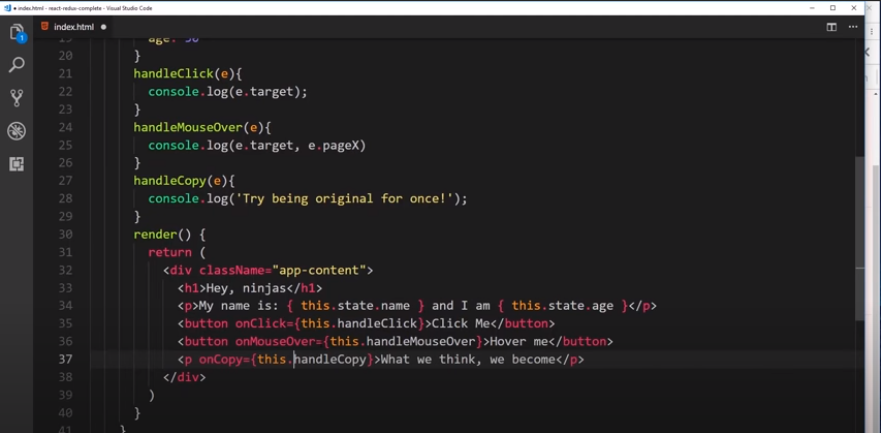 index.html - react-redux-complete - Visual Studio Code
index.html
1
20 }
21 handleClick(e){
22 console.log(e.target);
23 }
24 handleMouseOver(e){
25 console.log(e.target, e.pageX)
26 }
27 handleCopy(e){
28 console.log('Try being original for once!');
29 }
30 render() {
31 return (
32 <div className="app-content">
33 <h1>Hey, ninjas</h1>
34 <p>My name is: { this.state.name } and I am { this.state.age }</p>
35 <button onClick={this.handleClick}>Click Me</button>
36 <button onMouseOver={this.handleMouseOver}>Hover me</button>
37 <p onCopy={this.handleCopy}>What we think, we become</p>
38 </div>
39 )
40 }
41 }